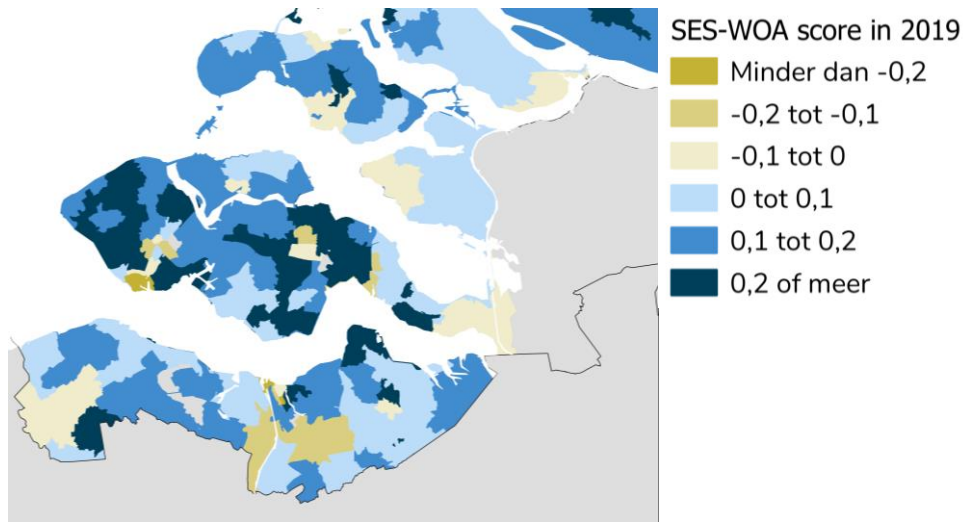 SES-WOA score in 2019
Minder dan -0,2
-0,2 tot -0,1
-0,1 tot 0
0 tot 0,1
0,1 tot 0,2
0,2 of meer